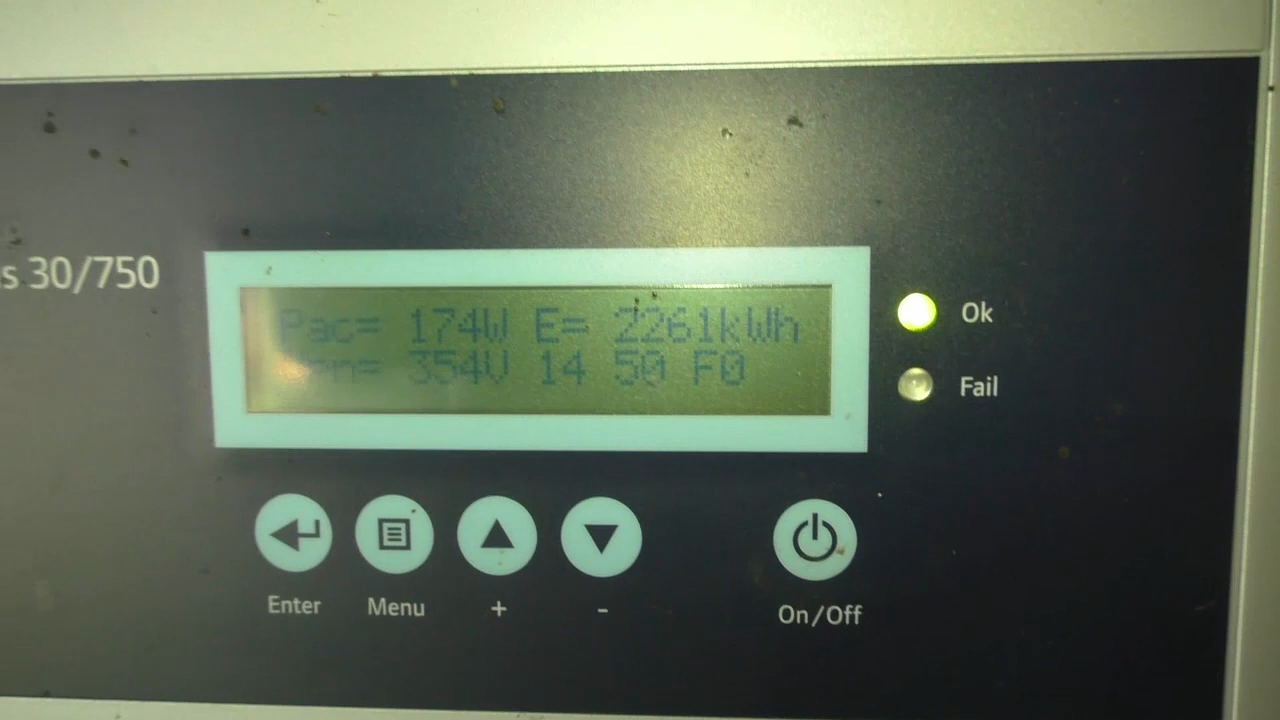 30/750
Pac= 174W E= 2261kWh
= 354V 14 50 F0
Ok
Fail
Enter
Menu
+
-
On/Off